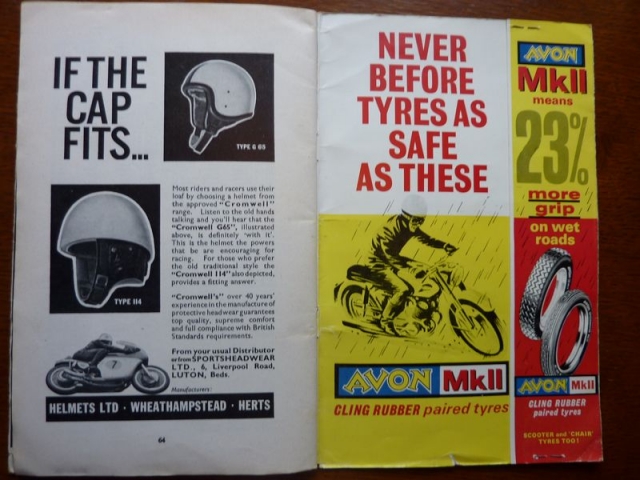 IF THE
CAP
FITS...
TYPE G 65
TYPE 114
Most riders and racers use their
loaf by choosing a helmet from
the approved "Cromwell"
range. Listen to the old hands
talking and you'll hear that the
"Cromwell G65", illustrated
above, is definitely 'with it'.
This is the helmet the powers
that be are encouraging for
racing. For those who prefer
the old traditional style the
"Cromwell 114" also depicted,
provides a fitting answer.
"Cromwell's" over 40 years'
experience in the manufacture of
protective headwear guarantees
top quality, supreme comfort
and full compliance with British
Standards requirements.
From your usual Distributor
or from SPORTSHEADWEAR
LTD., 6, Liverpool Road,
LUTON, Beds.
Manufacturers:
HELMETS LTD · WHEATHAMPSTEAD · HERTS
64
NEVER
BEFORE
TYRES AS
SAFE
AS THESE
AVON MkII
CLING RUBBER paired tyres
AVON
MkII
means
23%
more
grip
on wet
roads
AVON MkII
CLING RUBBER
paired tyres
SCOOTER and 'CHAIR'
TYRES TOO!